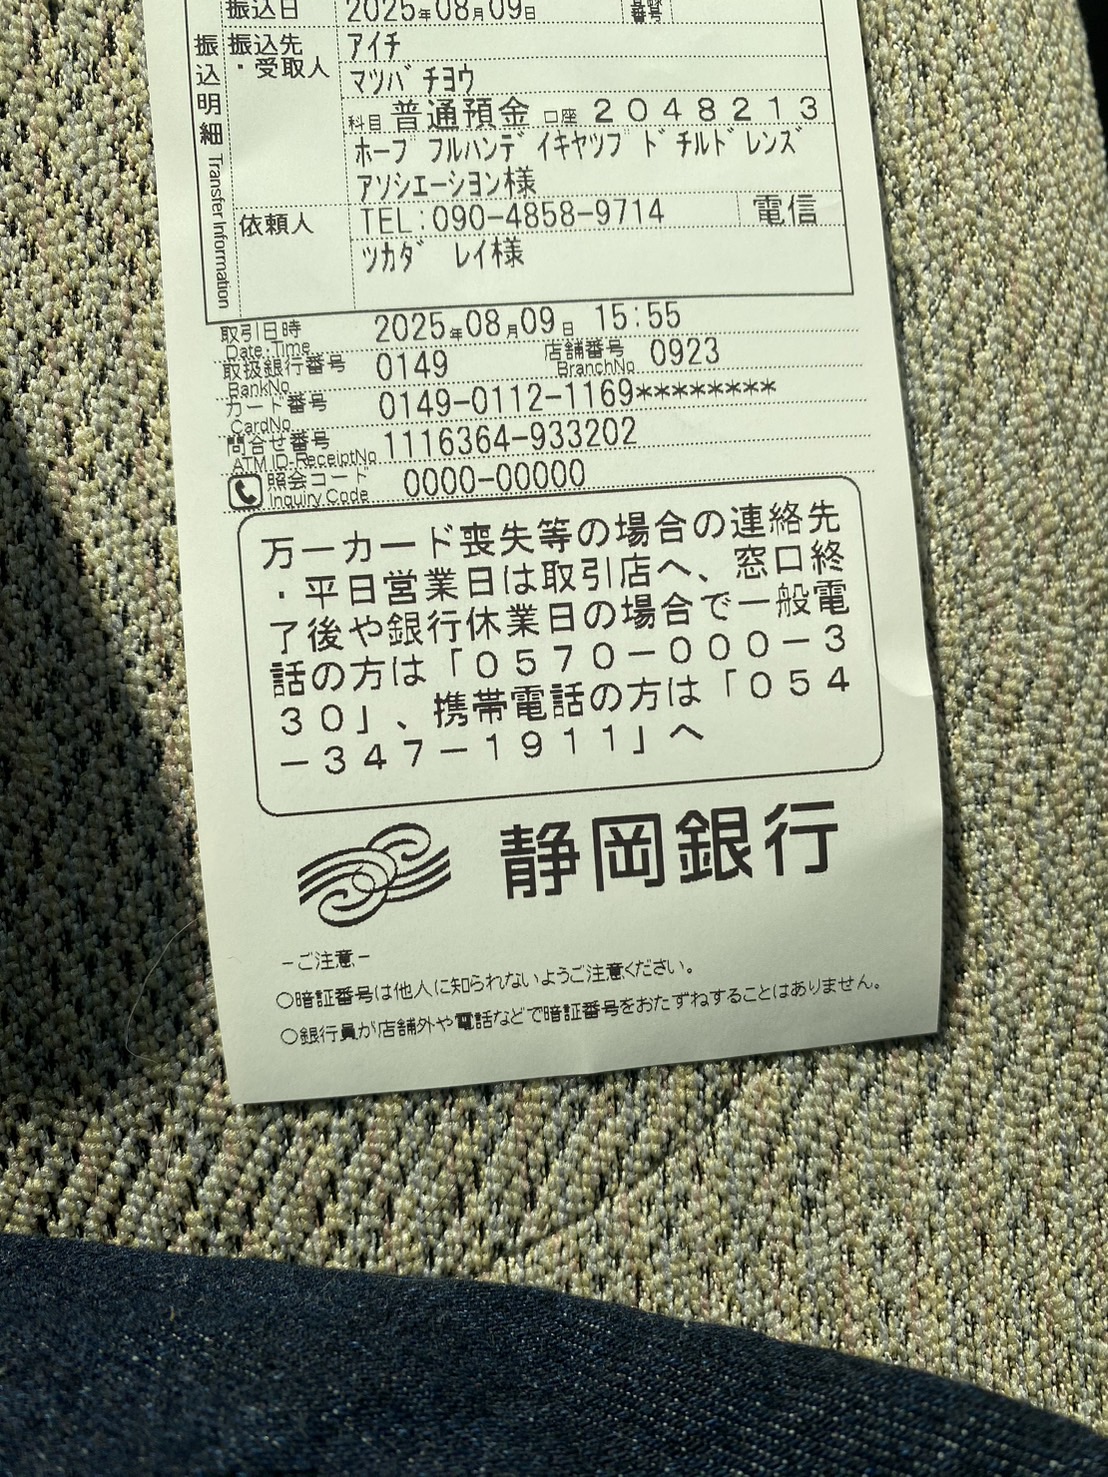 振込日 2025年08月09日 番号
振込明細 Transfer Information
振込先・受取人 アイチ
マツバ゛チヨウ
科目 普通預金 口座 2048213
ホープ フルハンデ゛イキヤツフ゜ド チルド゛レンズ
アソシエーシヨン様
依頼人 TEL:090-4858-9714 電信
ツカダ゛ レイ様
取引日時 Date, Time 2025年08月09日 15:55
取扱銀行番号 BankNo 0149 店舗番号 BranchNo 0923
カード番号 CardNo 0149-0112-1169********
問合せ番号 ATM ID-ReceiptNo 1116364-933202
照会コード Inquiry Code 0000-00000
万一カード喪失等の場合の連絡先
・平日営業日は取引店へ、窓口終
了後や銀行休業日の場合で一般電
話の方は「0570-000-3
30」、携帯電話の方は「054
-347-1911」へ
静岡銀行
-ご注意-
○暗証番号は他人に知られないようご注意ください。
○銀行員が店舗外や電話などで暗証番号をおたずねすることはありません。